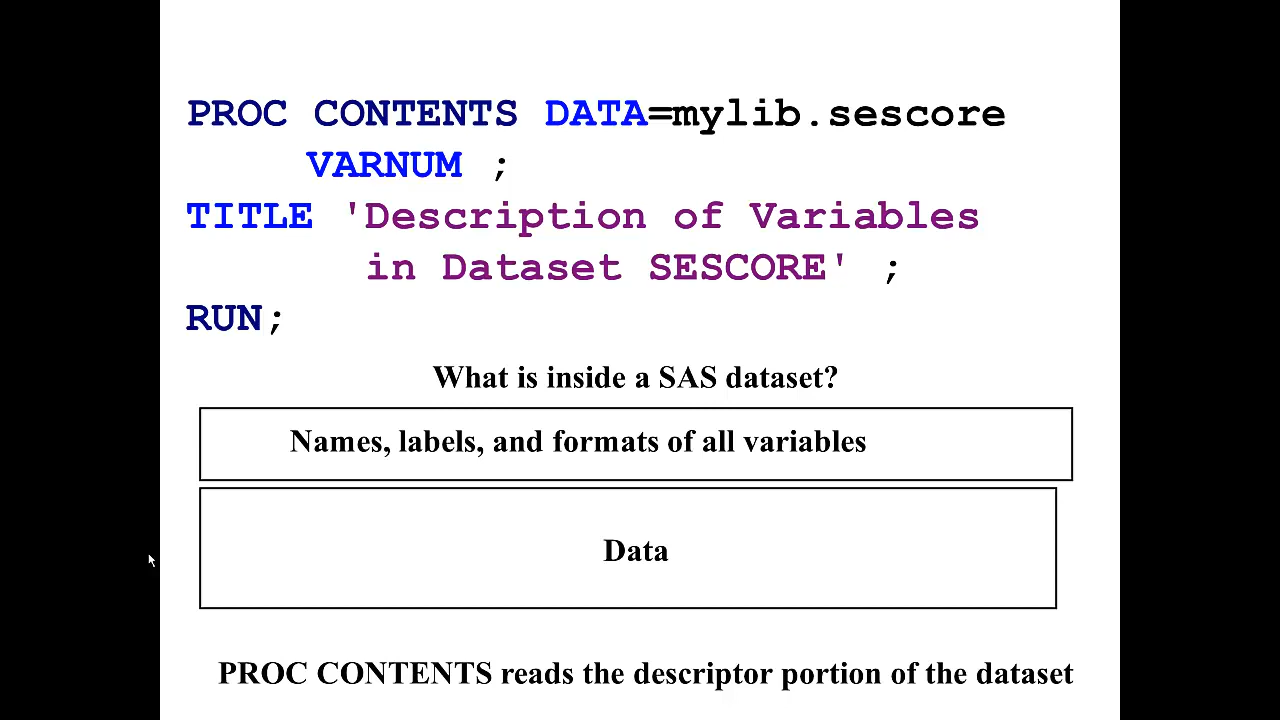 PROC CONTENTS DATA=mylib.sescore
VARNUM ;
TITLE 'Description of Variables
in Dataset SESCORE' ;
RUN;
What is inside a SAS dataset?
Names, labels, and formats of all variables
Data
PROC CONTENTS reads the descriptor portion of the dataset